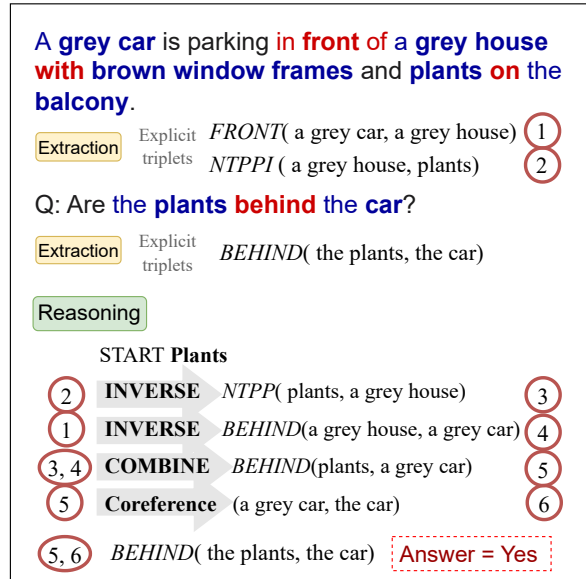 A grey car is parking in front of a grey house
with brown window frames and plants on the
balcony.
Extraction Explicit triplets FRONT( a grey car, a grey house) 1
NTPPI ( a grey house, plants) 2
Q: Are the plants behind the car?
Extraction Explicit triplets BEHIND( the plants, the car)
Reasoning
START Plants
2 INVERSE NTPP( plants, a grey house) 3
1 INVERSE BEHIND(a grey house, a grey car) 4
3, 4 COMBINE BEHIND(plants, a grey car) 5
5 Coreference (a grey car, the car) 6
5, 6 BEHIND( the plants, the car) Answer = Yes